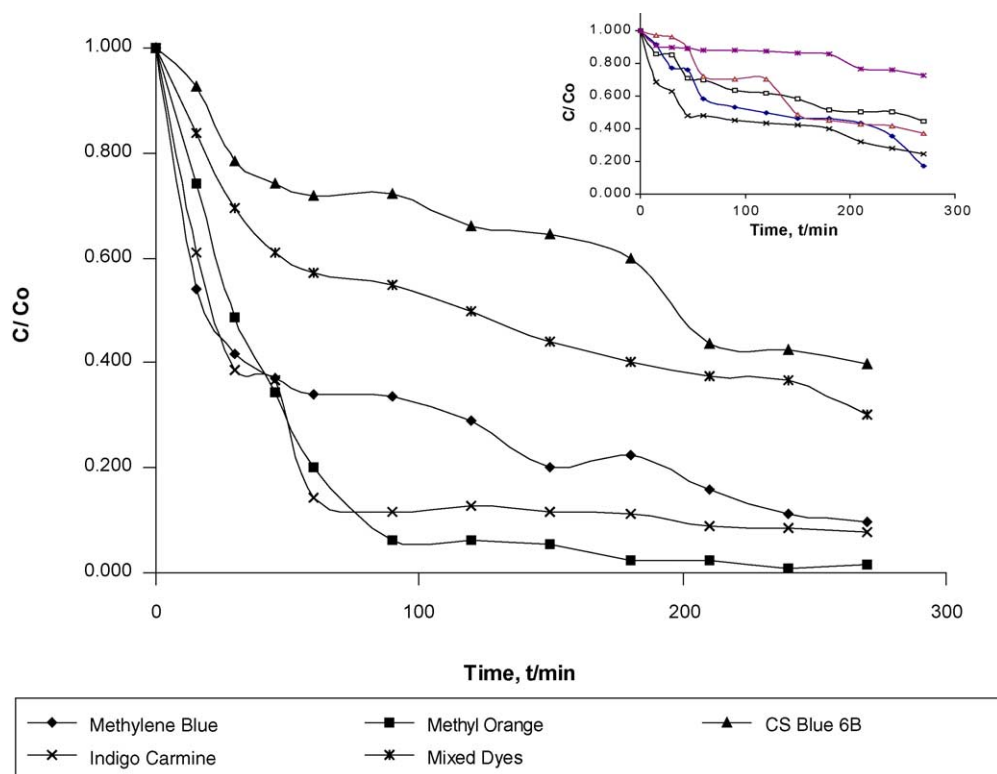 1.000
0.800
0.600
0.400
0.200
0.000
C/ Co
0 100 200 300
Time, t/min
1.000
0.800
0.600
0.400
0.200
0.000
C/ Co
0 100 200 300
Time, t/min
Methylene Blue Methyl Orange CS Blue 6B
Indigo Carmine Mixed Dyes